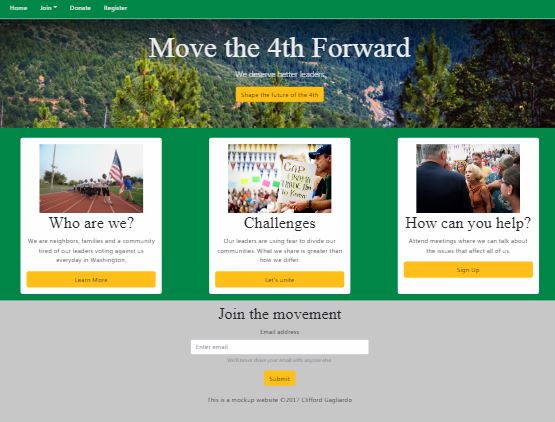 Home Join Donate Register
Move the 4th Forward
We deserve better leaders.
Shape the future of the 4th
Who are we?
We are neighbors, families and a community
tired of our leaders voting against us
everyday in Washington.
Learn More
Challenges
Our leaders are using fear to divide our
communities. What we share is greater than
how we differ.
Let's unite
How can you help?
Attend meetings where we can talk about
the issues that affect all of us.
Sign Up
Join the movement
Email address
Enter email
We'll never share your email with anyone else.
Submit
This is a mockup website ©2017 Clifford Gagliardo